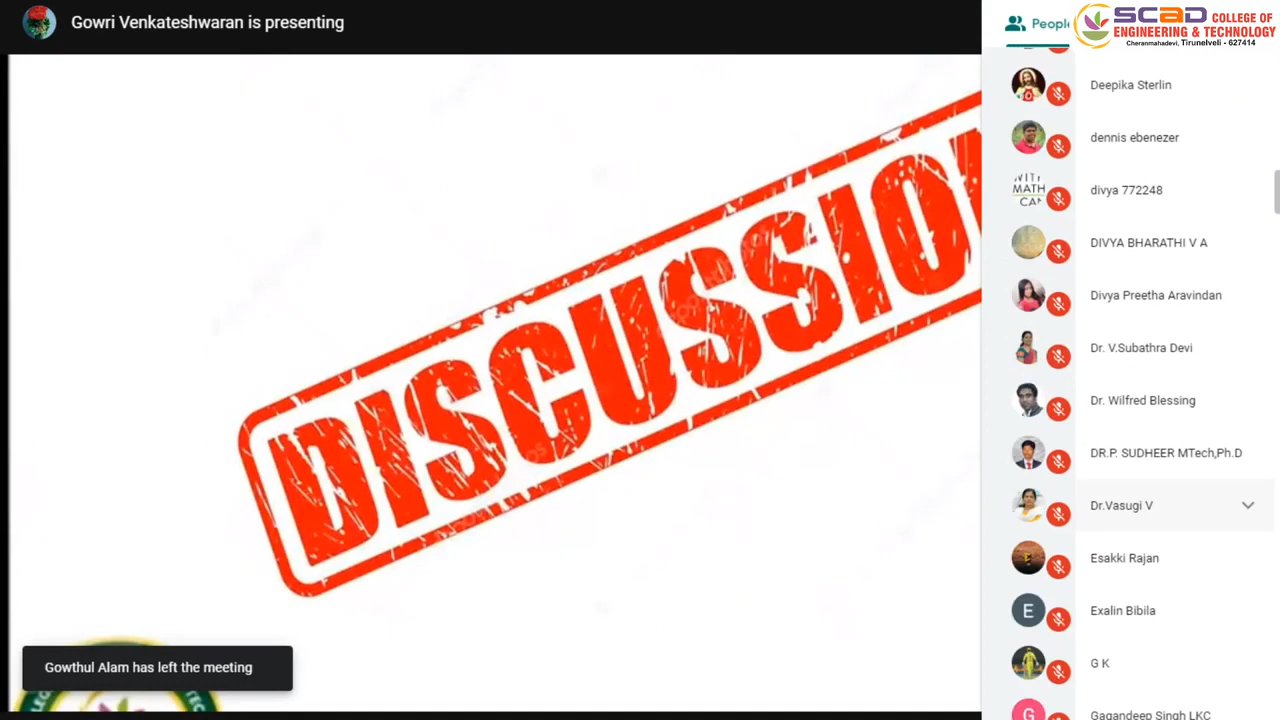 Gowri Venkateshwaran is presenting
People
SCAD COLLEGE OF
ENGINEERING & TECHNOLOGY
Cheranmahadevi, Tirunelveli - 627414
Deepika Sterlin
dennis ebenezer
MATH
divya 772248
DIVYA BHARATHI V A
Divya Preetha Aravindan
Dr. V.Subathra Devi
Dr. Wilfred Blessing
DR.P. SUDHEER MTech,Ph.D
Dr.Vasugi V
Esakki Rajan
E
Exalin Bibila
G K
G
Gagandeep Singh LKC
DISCUSSION
Gowthul Alam has left the meeting